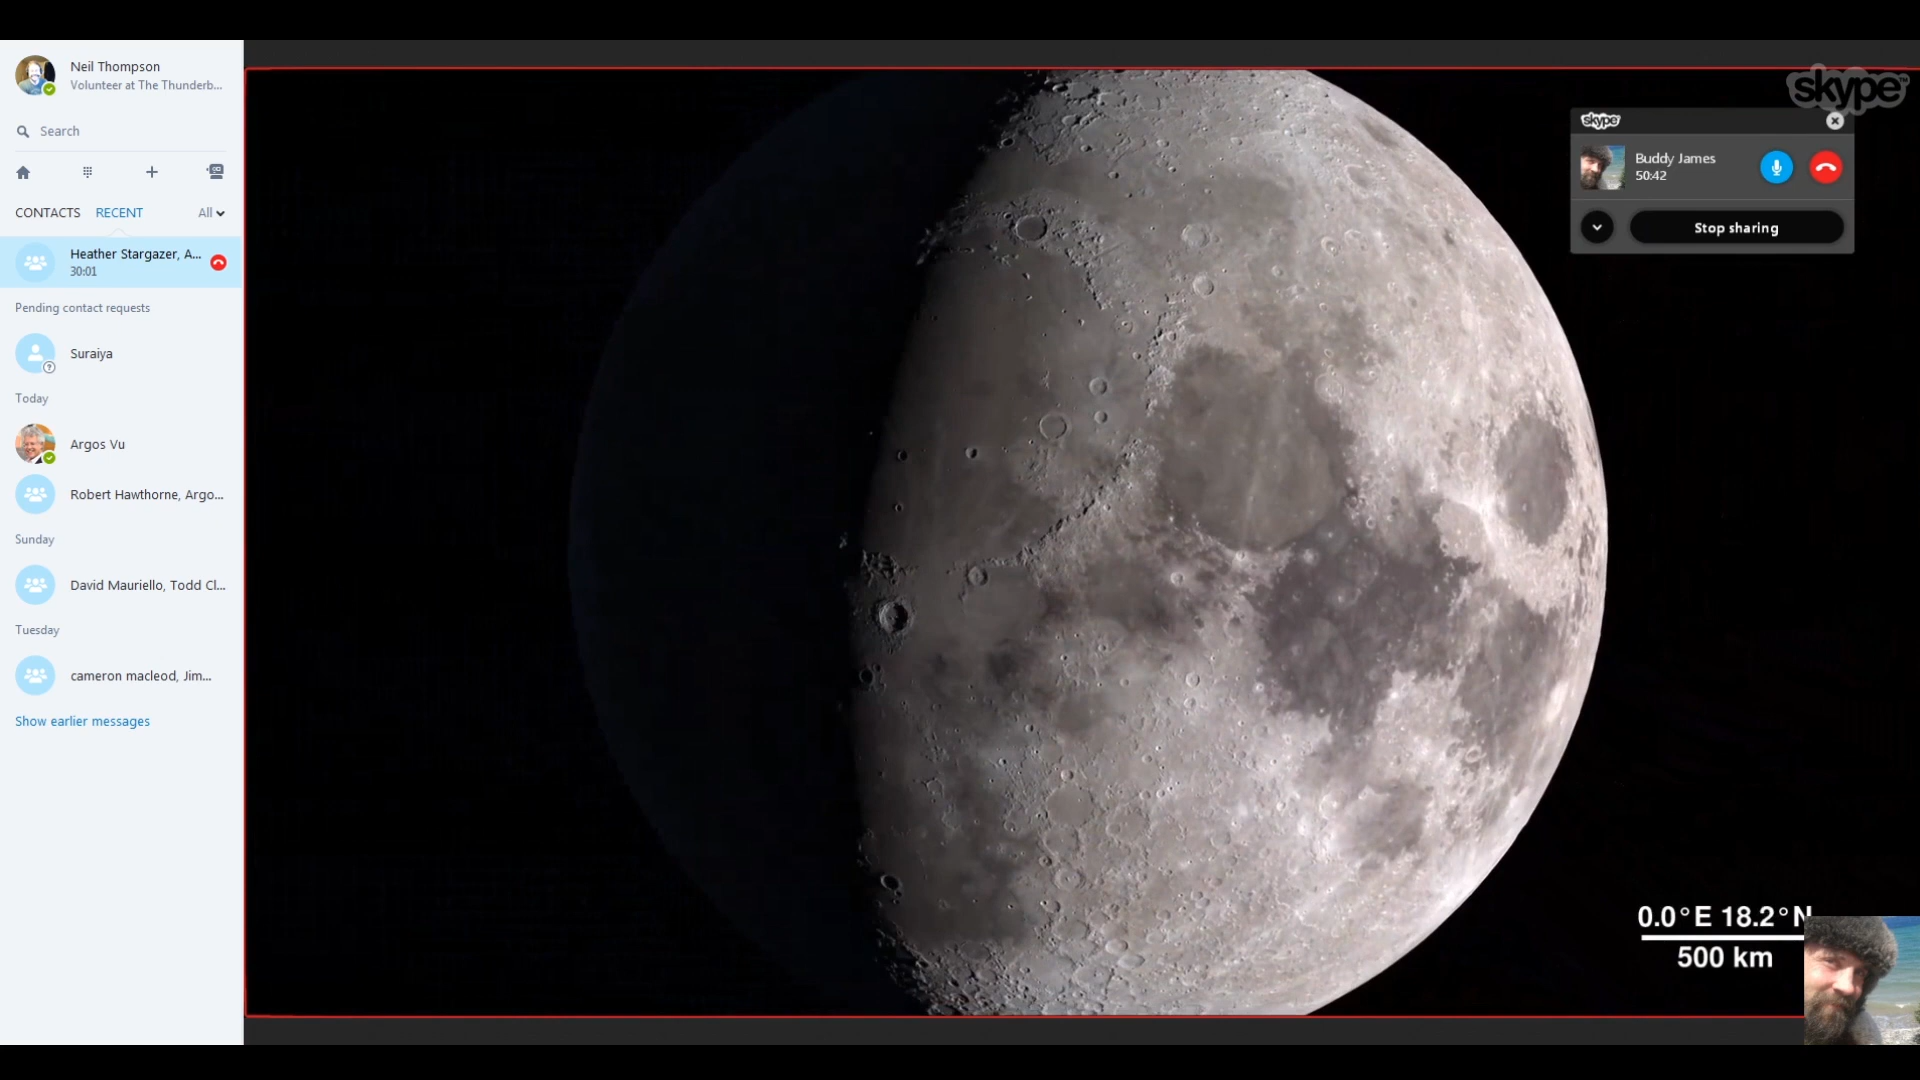 Neil Thompson
Volunteer at The Thunderb...
Search
CONTACTS RECENT All
Heather Stargazer, A...
30:01
Pending contact requests
Suraiya
Today
Argos Vu
Robert Hawthorne, Argo...
Sunday
David Mauriello, Todd Cl...
Tuesday
cameron macleod, Jim...
Show earlier messages
skype™
skype
Buddy James
50:42
Stop sharing
0.0°E 18.2°N
500 km